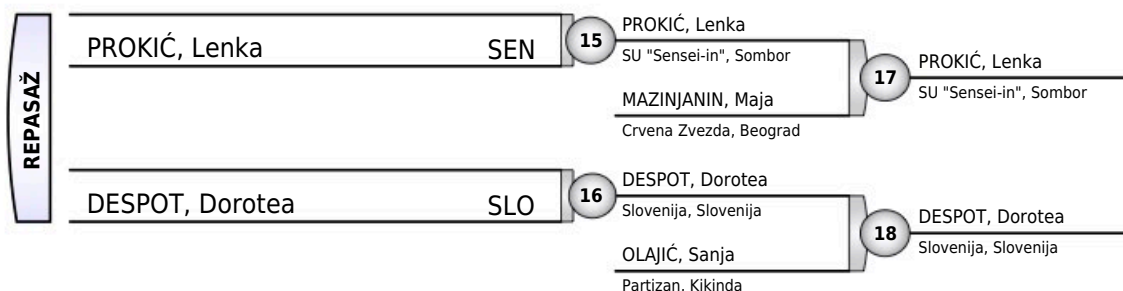 REPASAŽ
PROKIĆ, Lenka SEN
15
PROKIĆ, Lenka
SU "Sensei-in", Sombor
MAZINJANIN, Maja
Crvena Zvezda, Beograd
17
PROKIĆ, Lenka
SU "Sensei-in", Sombor
DESPOT, Dorotea SLO
16
DESPOT, Dorotea
Slovenija, Slovenija
OLAJIĆ, Sanja
Partizan, Kikinda
18
DESPOT, Dorotea
Slovenija, Slovenija